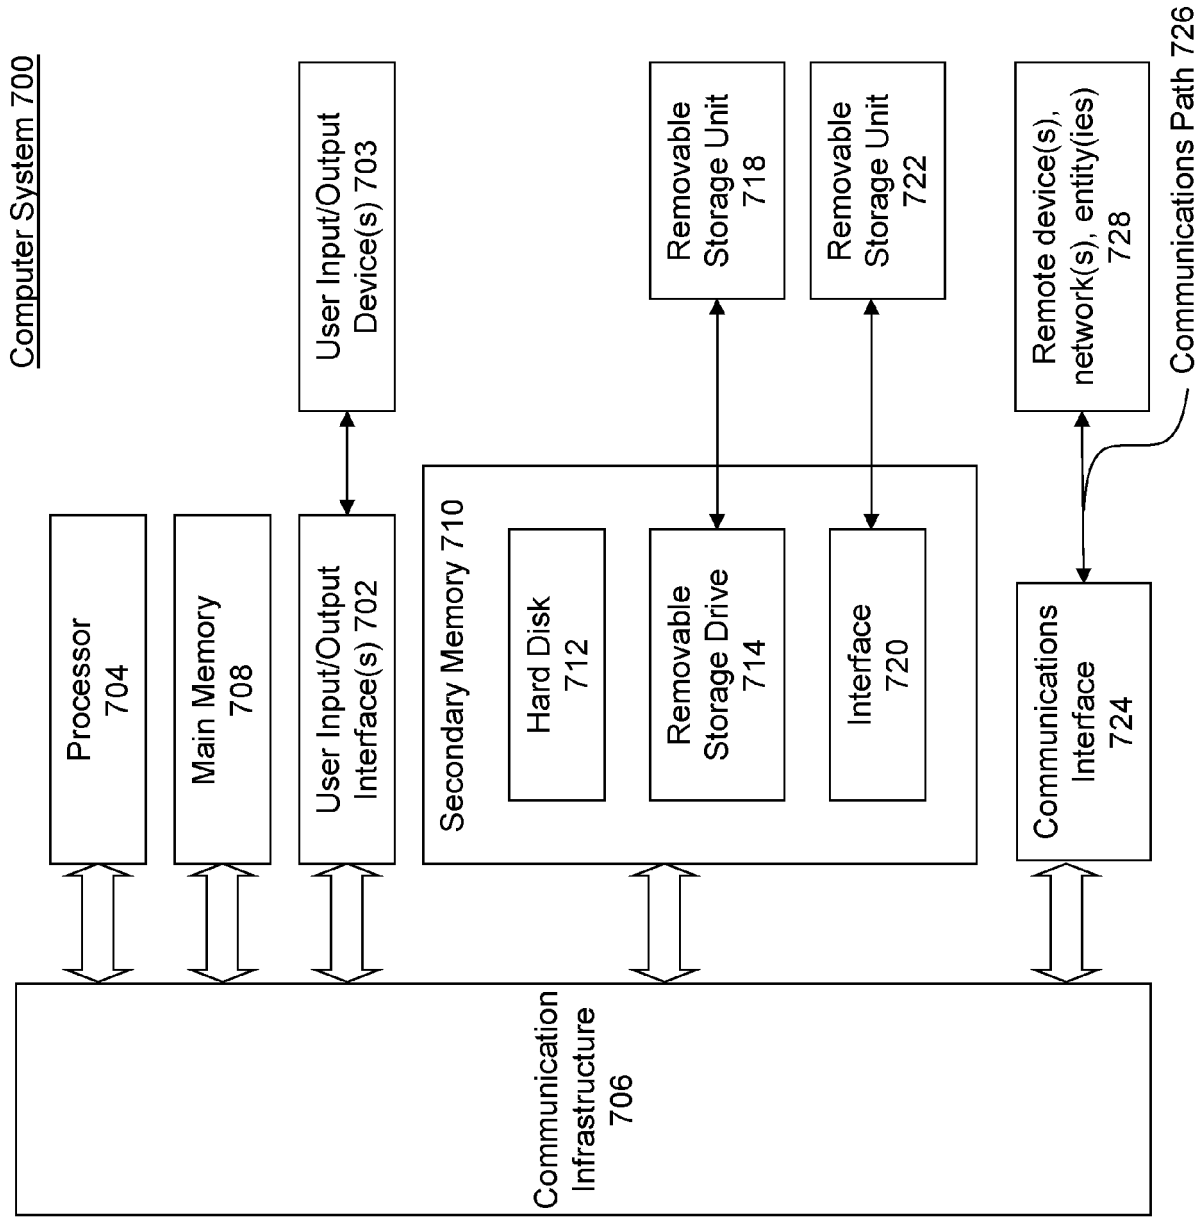 Computer System 700
Processor
704
Main Memory
708
User Input/Output
Interface(s) 702
User Input/Output
Device(s) 703
Secondary Memory 710
Hard Disk
712
Removable
Storage Drive
714
Removable
Storage Unit
718
Interface
720
Removable
Storage Unit
722
Communications
Interface
724
Remote device(s),
network(s), entity(ies)
728
Communications Path 726
Communication
Infrastructure
706